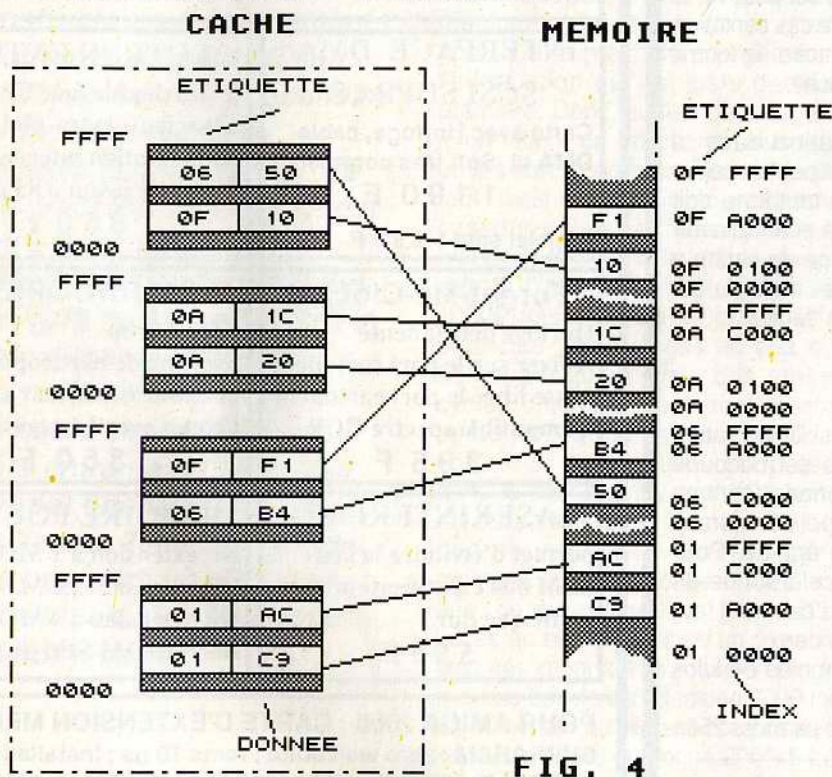 CACHE
ETIQUETTE
FFFF
06 50
0F 10
0000
FFFF
0A 1C
0A 20
0000
FFFF
0F F1
06 B4
0000
FFFF
01 AC
01 C9
0000
DONNEE
MEMOIRE
ETIQUETTE
0F FFFF
F1 0F A000
10 0F 0100
0F 0000
0A FFFF
1C 0A C000
20 0A 0100
0A 0000
06 FFFF
B4 06 A000
50 06 0100
06 0000
01 FFFF
AC 01 C000
C9 01 A000
01 0000
INDEX
FIG. 4